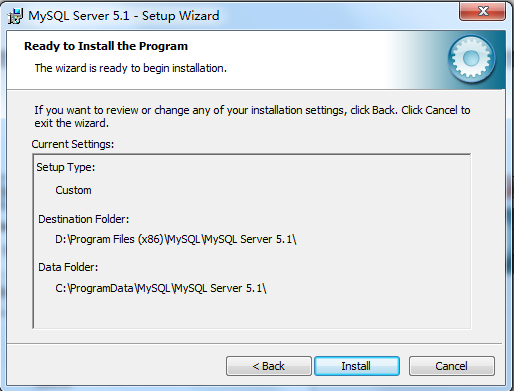 MySQL Server 5.1 - Setup Wizard
Ready to Install the Program
The wizard is ready to begin installation.
If you want to review or change any of your installation settings, click Back. Click Cancel to
exit the wizard.
Current Settings:
Setup Type:
Custom
Destination Folder:
D:\Program Files (x86)\MySQL\MySQL Server 5.1\
Data Folder:
C:\ProgramData\MySQL\MySQL Server 5.1\
< Back
Install
Cancel